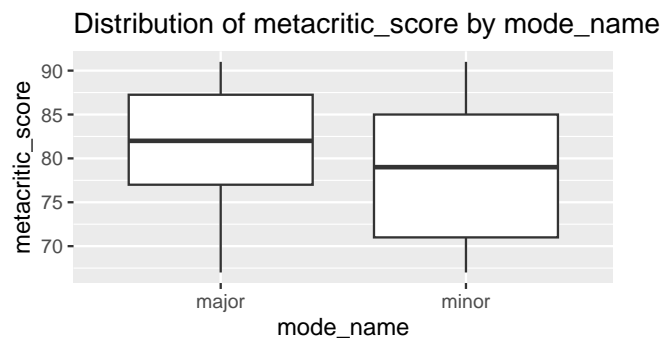 Distribution of metacritic_score by mode_name
metacritic_score
90
85
80
75
70
major minor
mode_name